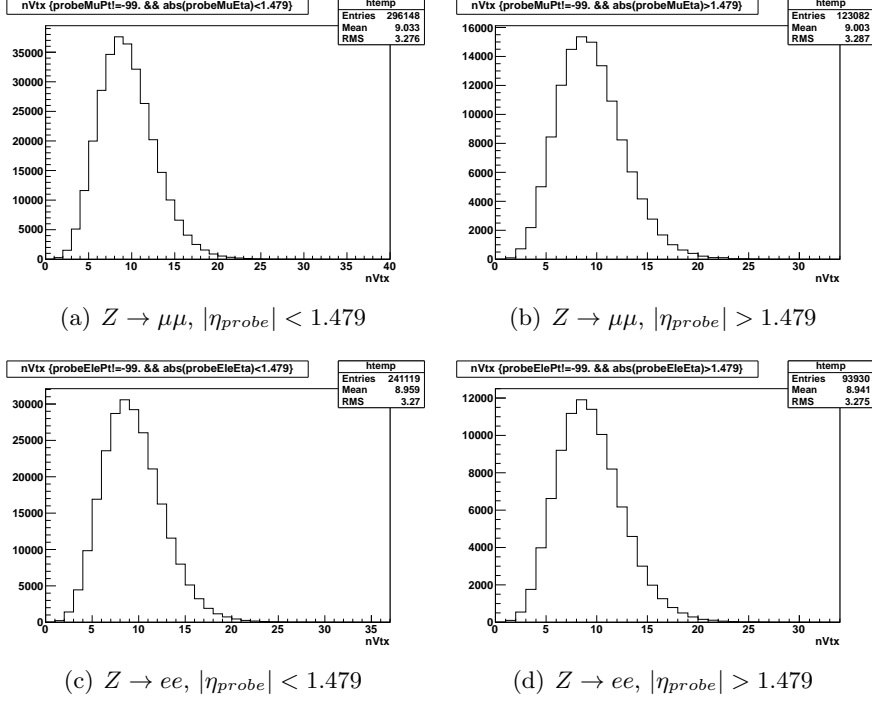 nVtx {probeMuPt!=-99. && abs(probeMuEta)<1.479}
htemp
Entries 296148
Mean 9.033
RMS 3.276
35000
30000
25000
20000
15000
10000
5000
0
0 5 10 15 20 25 30 35 40
nVtx
(a) Z → μμ, |η_probe| < 1.479
nVtx {probeMuPt!=-99. && abs(probeMuEta)>1.479}
htemp
Entries 123082
Mean 9.003
RMS 3.287
16000
14000
12000
10000
8000
6000
4000
2000
0
0 5 10 15 20 25 30
nVtx
(b) Z → μμ, |η_probe| > 1.479
nVtx {probeElePt!=-99. && abs(probeEleEta)<1.479}
htemp
Entries 241119
Mean 8.959
RMS 3.27
30000
25000
20000
15000
10000
5000
0
0 5 10 15 20 25 30 35
nVtx
(c) Z → ee, |η_probe| < 1.479
nVtx {probeElePt!=-99. && abs(probeEleEta)>1.479}
htemp
Entries 93930
Mean 8.941
RMS 3.275
12000
10000
8000
6000
4000
2000
0
0 5 10 15 20 25 30
nVtx
(d) Z → ee, |η_probe| > 1.479